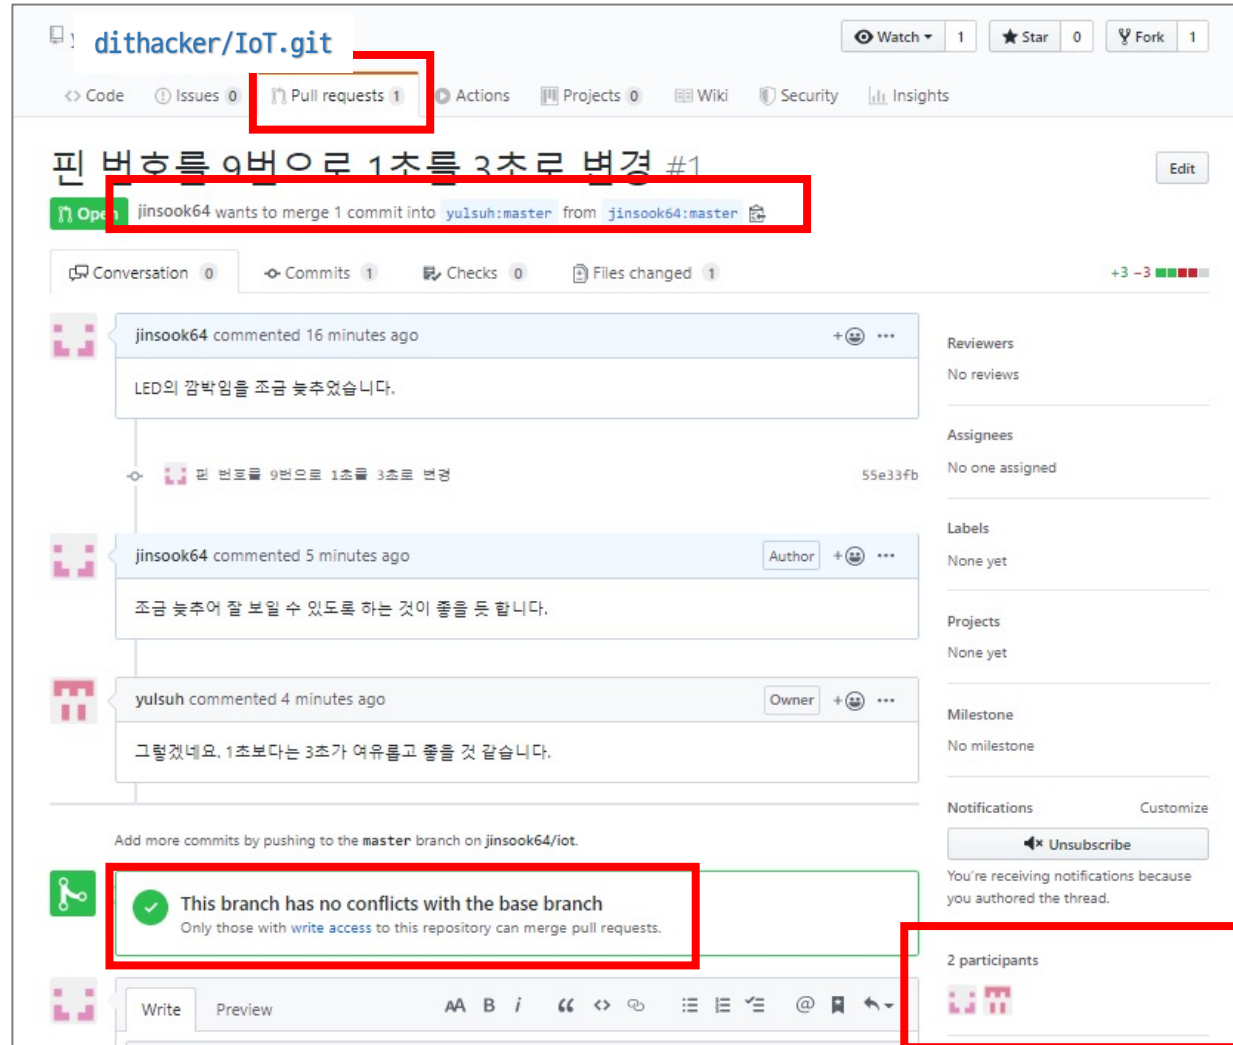 dithacker/IoT.git
Watch 1 Star 0 Fork 1
Code Issues 0 Pull requests 1 Actions Projects 0 Wiki Security Insights
핀 번호를 9번으로 1초를 3초로 변경 #1
Edit
Open jinsook64 wants to merge 1 commit into yulsuh:master from jinsook64:master
Conversation 0 Commits 1 Checks 0 Files changed 1
+3 −3
jinsook64 commented 16 minutes ago
LED의 깜박임을 조금 늦추었습니다.
핀 번호를 9번으로 1초를 3초로 변경 55e33fb
jinsook64 commented 5 minutes ago Author
조금 늦추어 잘 보일 수 있도록 하는 것이 좋을 듯 합니다.
yulsuh commented 4 minutes ago Owner
그렇겠네요. 1초보다는 3초가 여유롭고 좋을 것 같습니다.
Add more commits by pushing to the master branch on jinsook64/iot.
This branch has no conflicts with the base branch
Only those with write access to this repository can merge pull requests.
Write Preview AA B i
Reviewers
No reviews
Assignees
No one assigned
Labels
None yet
Projects
None yet
Milestone
No milestone
Notifications Customize
Unsubscribe
You're receiving notifications because
you authored the thread.
2 participants